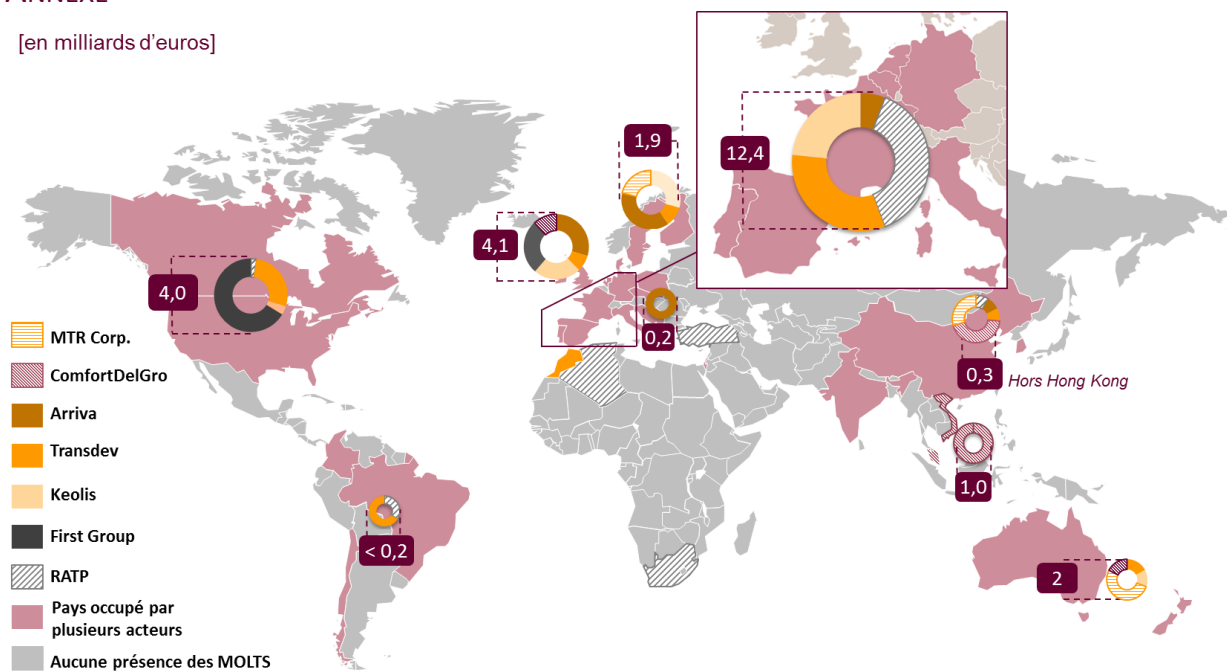 ANNEXE
[en milliards d'euros]
12,4
1,9
4,1
4,0
0,2
0,3
Hors Hong Kong
1,0
< 0,2
2
MTR Corp.
ComfortDelGro
Arriva
Transdev
Keolis
First Group
RATP
Pays occupé par
plusieurs acteurs
Aucune présence des MOLTS